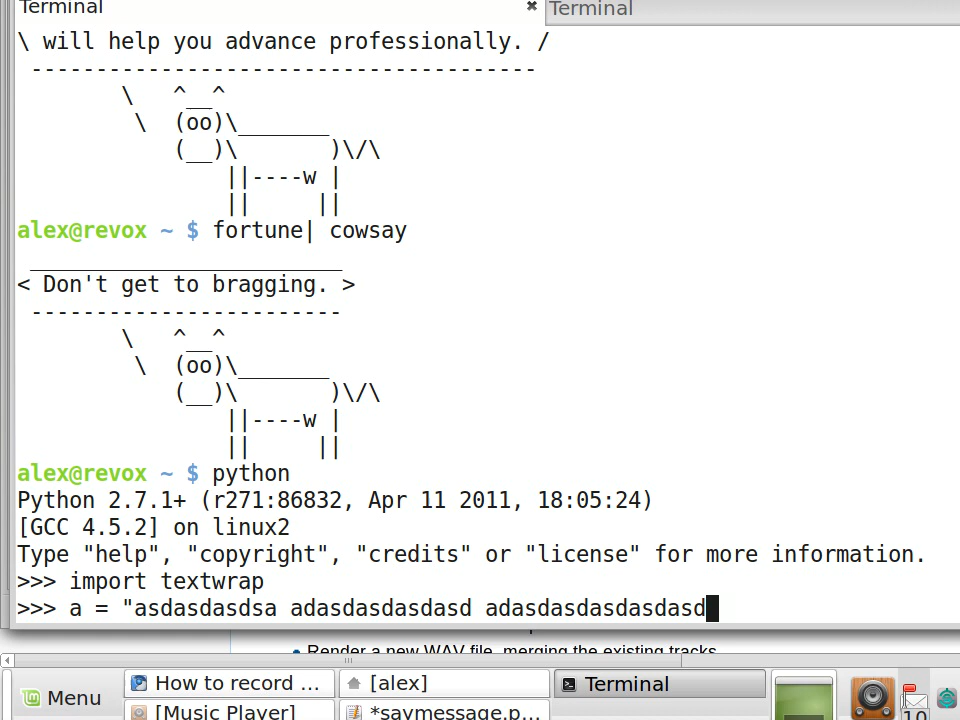 Terminal
Terminal
\ will help you advance professionally. /
 ---------------------------------------
        \   ^__^
         \  (oo)\_______
            (__)\       )\/\
                ||----w |
                ||     ||
alex@revox ~ $ fortune| cowsay
 ________________________
< Don't get to bragging. >
 ------------------------
        \   ^__^
         \  (oo)\_______
            (__)\       )\/\
                ||----w |
                ||     ||
alex@revox ~ $ python
Python 2.7.1+ (r271:86832, Apr 11 2011, 18:05:24)
[GCC 4.5.2] on linux2
Type "help", "copyright", "credits" or "license" for more information.
>>> import textwrap
>>> a = "asdasdasdsa adasdasdasdasd adasdasdasdasdasd
Render a new WAV file, merging the existing tracks
Menu
How to record ...
[alex]
Terminal
[Music Player]
*saymessage.p...
10